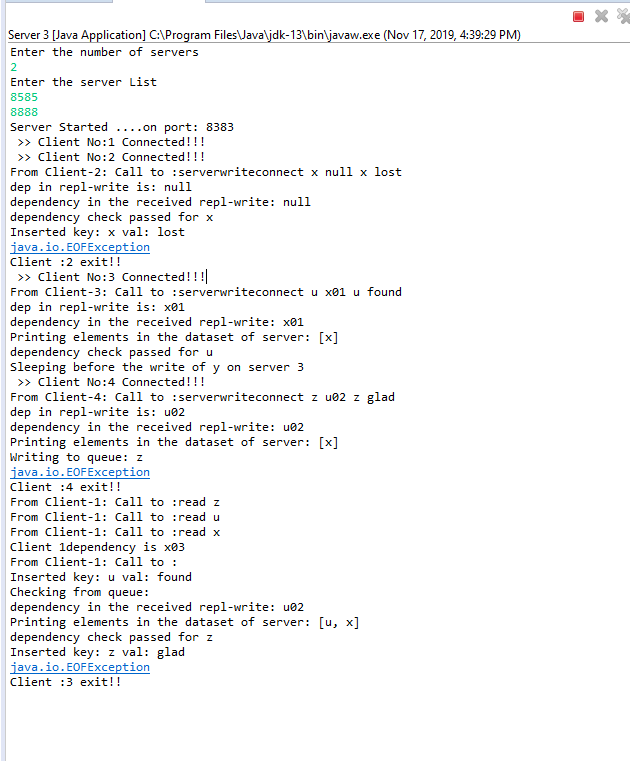 Server 3 [Java Application] C:\Program Files\Java\jdk-13\bin\javaw.exe (Nov 17, 2019, 4:39:29 PM)
Enter the number of servers
2
Enter the server List
8585
8888
Server Started ....on port: 8383
 >> Client No:1 Connected!!!
 >> Client No:2 Connected!!!
From Client-2: Call to :serverwriteconnect x null x lost
dep in repl-write is: null
dependency in the received repl-write: null
dependency check passed for x
Inserted key: x val: lost
java.io.EOFException
Client :2 exit!!
 >> Client No:3 Connected!!!
From Client-3: Call to :serverwriteconnect u x01 u found
dep in repl-write is: x01
dependency in the received repl-write: x01
Printing elements in the dataset of server: [x]
dependency check passed for u
Sleeping before the write of y on server 3
 >> Client No:4 Connected!!!
From Client-4: Call to :serverwriteconnect z u02 z glad
dep in repl-write is: u02
dependency in the received repl-write: u02
Printing elements in the dataset of server: [x]
Writing to queue: z
java.io.EOFException
Client :4 exit!!
From Client-1: Call to :read z
From Client-1: Call to :read u
From Client-1: Call to :read x
Client 1dependency is x03
From Client-1: Call to :
Inserted key: u val: found
Checking from queue:
dependency in the received repl-write: u02
Printing elements in the dataset of server: [u, x]
dependency check passed for z
Inserted key: z val: glad
java.io.EOFException
Client :3 exit!!